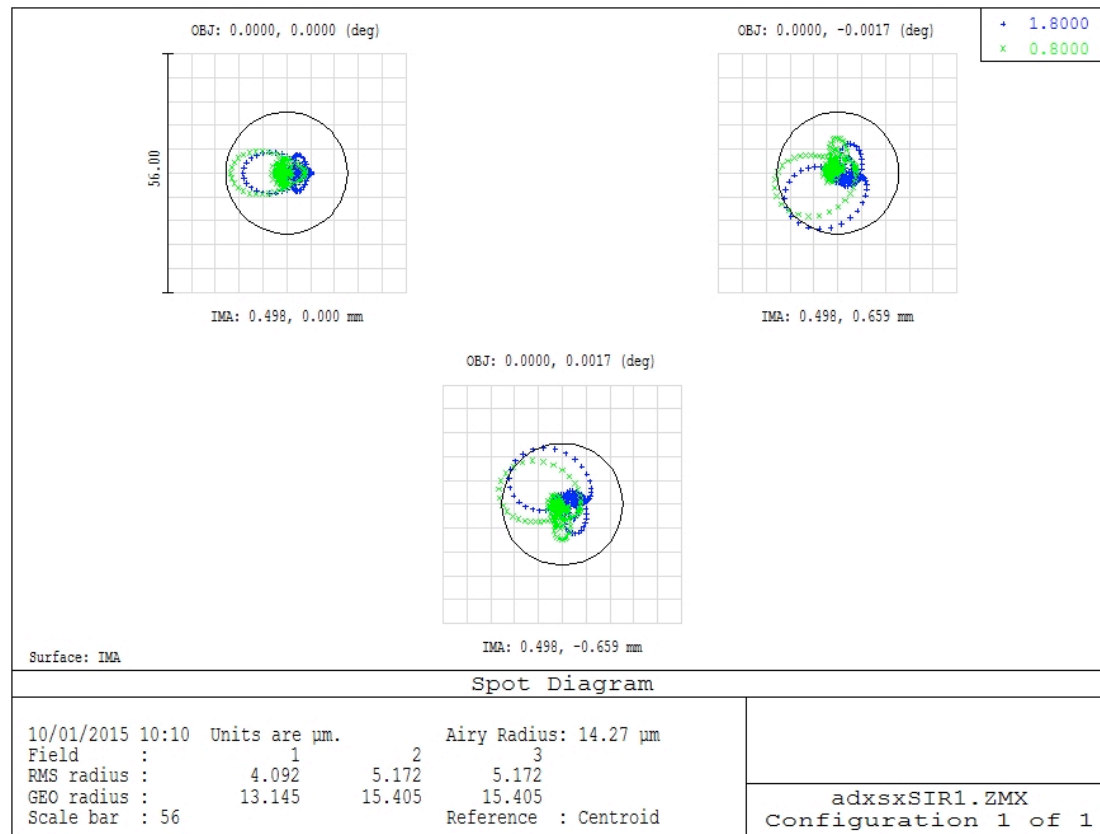 OBJ: 0.0000, 0.0000 (deg)
OBJ: 0.0000, -0.0017 (deg)
+ 1.8000
× 0.8000
56.00
IMA: 0.498, 0.000 mm
IMA: 0.498, 0.659 mm
OBJ: 0.0000, 0.0017 (deg)
IMA: 0.498, -0.659 mm
Surface: IMA
Spot Diagram
10/01/2015 10:10 Units are µm. Airy Radius: 14.27 µm
Field : 1 2 3
RMS radius : 4.092 5.172 5.172
GEO radius : 13.145 15.405 15.405
Scale bar : 56 Reference : Centroid
adxsxSIR1.ZMX
Configuration 1 of 1